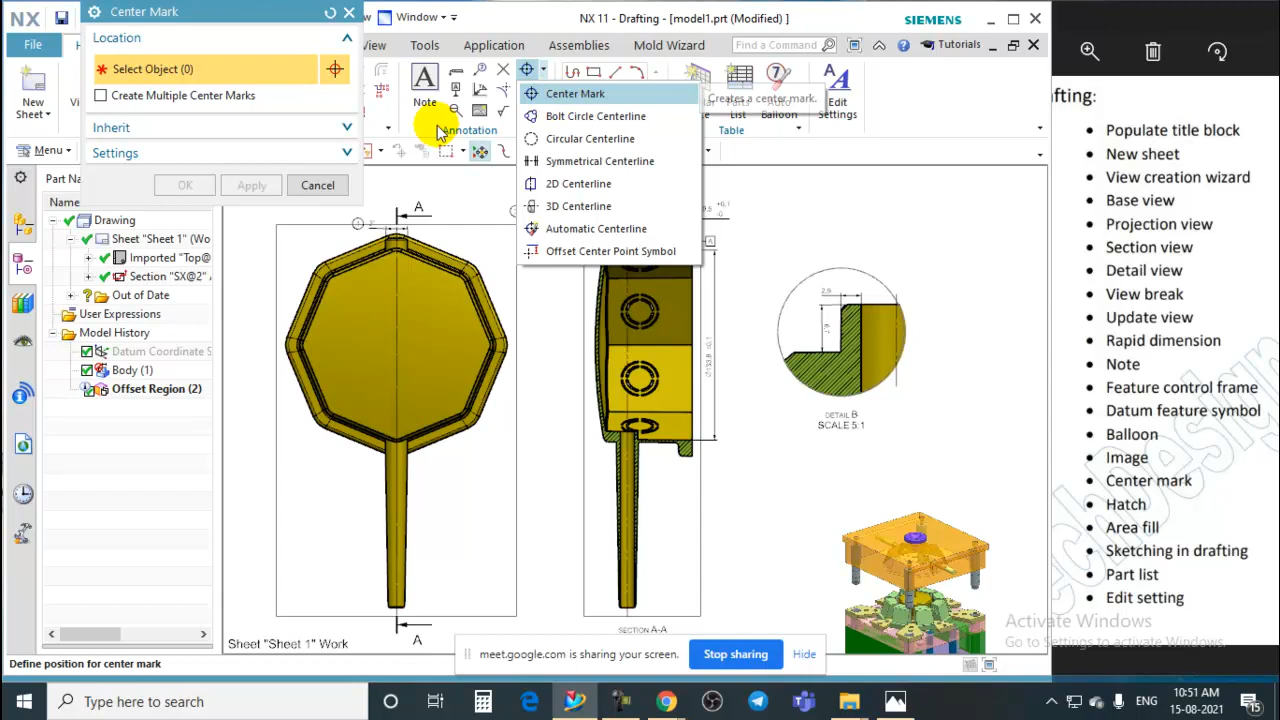 NX
Window
NX 11 - Drafting - [model1.prt (Modified) ]
SIEMENS
File
View
Tools
Application
Assemblies
Mold Wizard
Find a Command
Tutorials
New
Sheet
Note
Annotation
Table
List
Balloon
Edit
Settings
Creates a center mark.
Menu
Center Mark
Location
* Select Object (0)
Create Multiple Center Marks
Inherit
Settings
OK
Apply
Cancel
Center Mark
Bolt Circle Centerline
Circular Centerline
Symmetrical Centerline
2D Centerline
3D Centerline
Automatic Centerline
Offset Center Point Symbol
Part Na
Name
Drawing
Sheet "Sheet 1" (Wo
Imported "Top@
Section "SX@2"
Out of Date
User Expressions
Model History
Datum Coordinate S
Body (1)
Offset Region (2)
A
A
2,9
DETAIL B
SCALE 5:1
SECTION A-A
Sheet "Sheet 1" Work
Define position for center mark
meet.google.com is sharing your screen.
Stop sharing
Hide
afting:
• Populate title block
• New sheet
• View creation wizard
• Base view
• Projection view
• Section view
• Detail view
• View break
• Update view
• Rapid dimension
• Note
• Feature control frame
• Datum feature symbol
• Balloon
• Image
• Center mark
• Hatch
• Area fill
• Sketching in drafting
• Part list
• Edit setting
Activate Windows
Go to Settings to activate Windows.
Type here to search
ENG
10:51 AM
15-08-2021
15